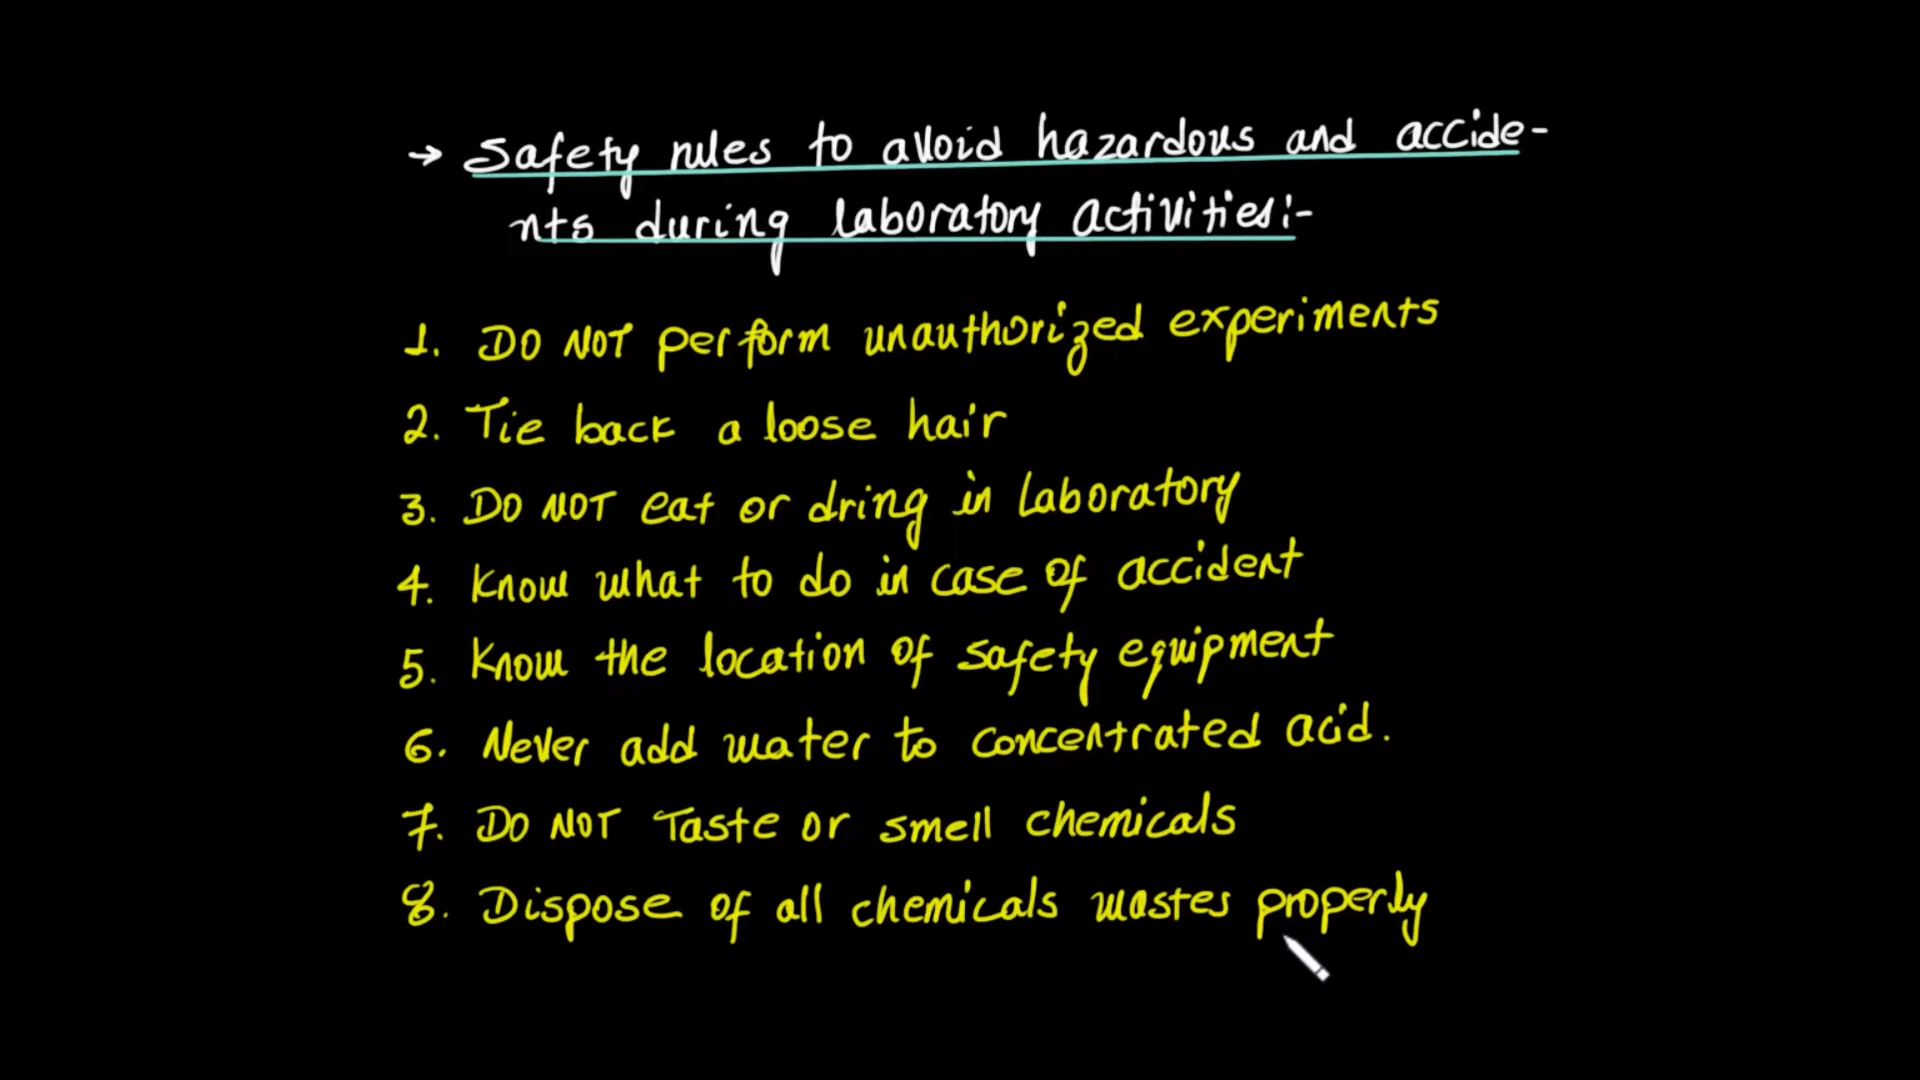 → Safety rules to avoid hazardous and accide-
nts during laboratory activities:-
1. DO NOT perform unauthorized experiments
2. Tie back a loose hair
3. DO NOT eat or dring in laboratory
4. Know what to do in case of accident
5. Know the location of safety equipment
6. Never add water to concentrated acid.
7. DO NOT Taste or smell chemicals
8. Dispose of all chemicals wastes properly